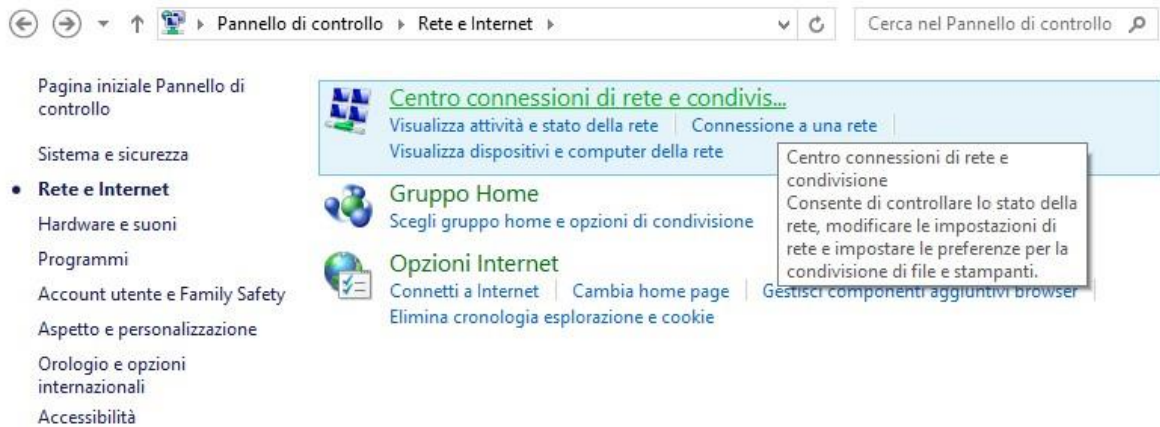 Pannello di controllo Rete e Internet
Cerca nel Pannello di controllo
Pagina iniziale Pannello di
controllo
Sistema e sicurezza
Rete e Internet
Hardware e suoni
Programmi
Account utente e Family Safety
Aspetto e personalizzazione
Orologio e opzioni
internazionali
Accessibilità
Centro connessioni di rete e condivis...
Visualizza attività e stato della rete Connessione a una rete
Visualizza dispositivi e computer della rete
Centro connessioni di rete e
condivisione
Consente di controllare lo stato della
rete, modificare le impostazioni di
rete e impostare le preferenze per la
condivisione di file e stampanti.
Gruppo Home
Scegli gruppo home e opzioni di condivisione
Opzioni Internet
Connetti a Internet Cambia home page Gestisci componenti aggiuntivi browser
Elimina cronologia esplorazione e cookie